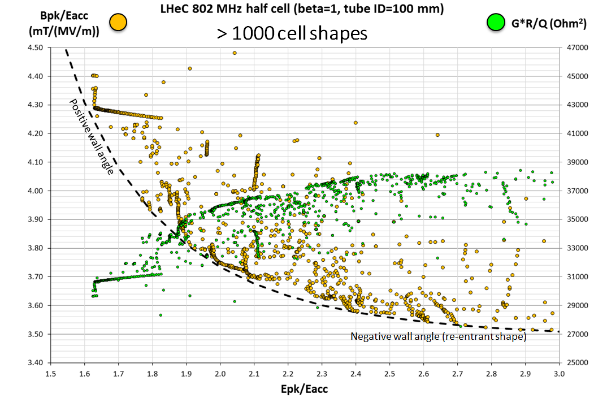 LHeC 802 MHz half cell (beta=1, tube ID=100 mm)
Bpk/Eacc
(mT/(MV/m))
> 1000 cell shapes
G*R/Q (Ohm²)
4.50
4.40
4.30
4.20
4.10
4.00
3.90
3.80
3.70
3.60
3.50
3.40
47000
45000
43000
41000
39000
37000
35000
33000
31000
29000
27000
25000
Positive wall angle
Negative wall angle (re-entrant shape)
1.5 1.6 1.7 1.8 1.9 2.0 2.1 2.2 2.3 2.4 2.5 2.6 2.7 2.8 2.9 3.0
Epk/Eacc